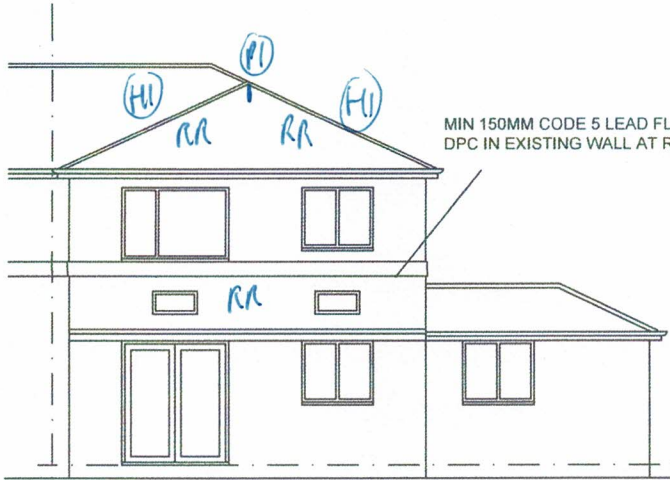 P1
H1
H1
RR RR
MIN 150MM CODE 5 LEAD FL
DPC IN EXISTING WALL AT R
RR